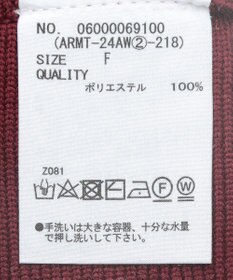 NO. 06000069100
(ARMT-24AW②-218)
SIZE F
QUALITY
ポリエステル 100%
Z081
F W
●手洗いは大きな容器、十分な水量
で押し洗いして下さい。